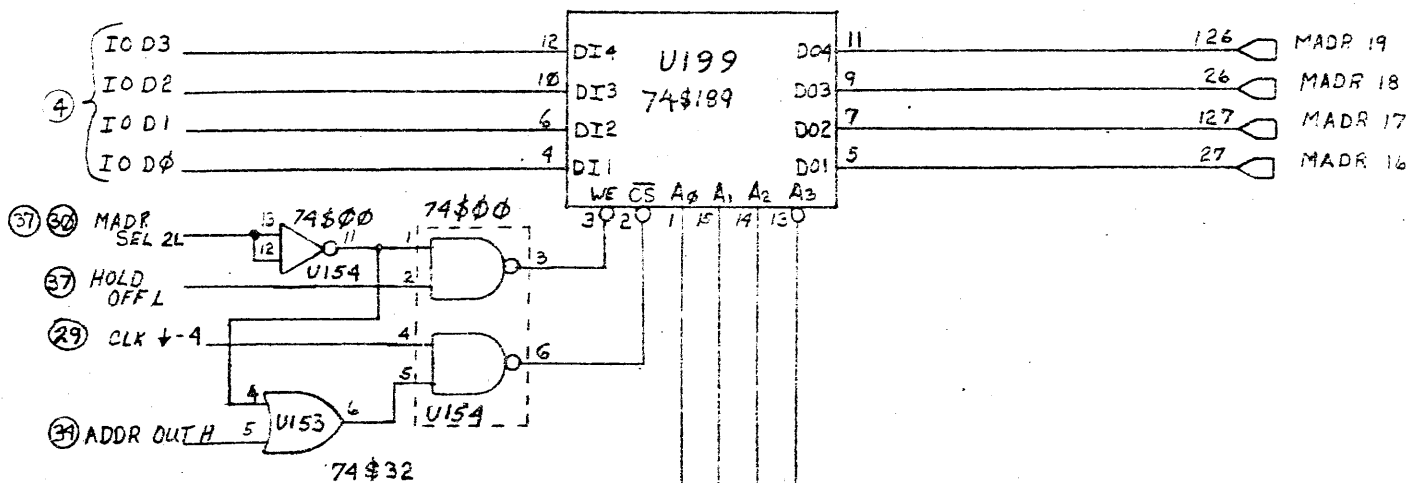 IO D3 12 DI4 U199 DO4 11 126 MADR 19
④ IO D2 10 DI3 74S189 DO3 9 26 MADR 18
IO D1 6 DI2 DO2 7 127 MADR 17
IO DØ 4 DI1 DO1 5 27 MADR 16
WE CS AØ A1 A2 A3
3 2 1 15 14 13
㊲ ㉚ MADR SEL 2L 13 12 74SØØ 11 U154
74SØØ 1 2 3
㊲ HOLD OFF L
㉙ CLK ↓-4 4 5 6
U154
4 5 U153 6
㉞ ADDR OUT H
74S32